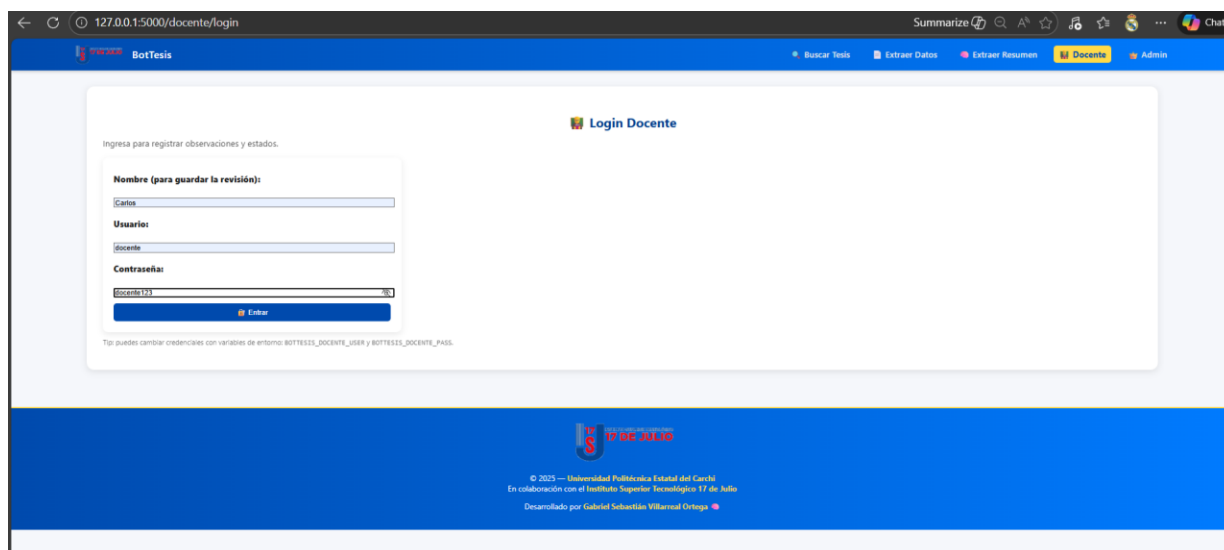 127.0.0.1:5000/docente/login
Summarize
Chat
17 DE JULIO BotTesis
Buscar Tesis Extraer Datos Extraer Resumen Docente Admin
Login Docente
Ingresa para registrar observaciones y estados.
Nombre (para guardar la revisión):
Carlos
Usuario:
docente
Contraseña:
docente123
Entrar
Tip: puedes cambiar credenciales con variables de entorno: BOTTESIS_DOCENTE_USER y BOTTESIS_DOCENTE_PASS.
17 DE JULIO
© 2025 — Universidad Politécnica Estatal del Carchi
En colaboración con el Instituto Superior Tecnológico 17 de Julio
Desarrollado por Gabriel Sebastián Villarreal Ortega